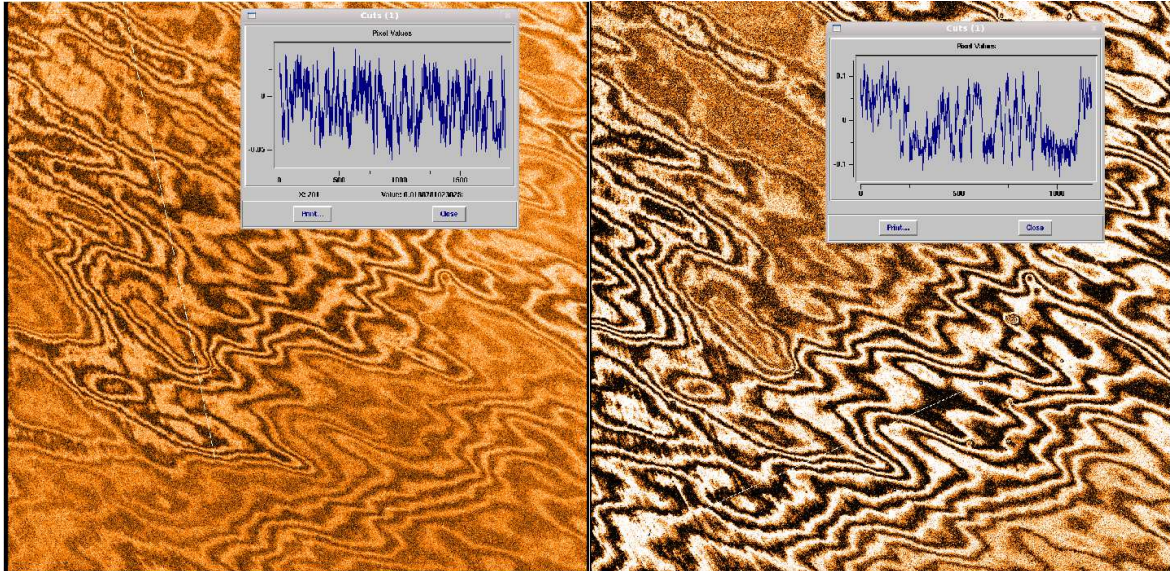 Cuts (1)
Pixel Values
0
-0.05
0 500 1000 1500
X: 201
Print...
Close
Cuts (1)
Pixel Values
0.1
0
-0.1
0 500 1000
Print...
Close